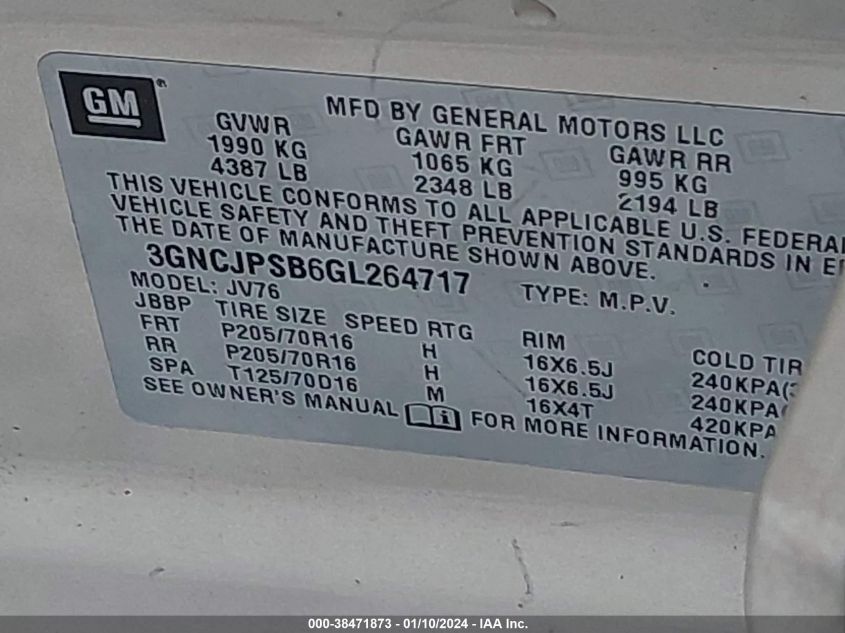 GM®
MFD BY GENERAL MOTORS LLC
GVWR GAWR FRT GAWR RR
1990 KG 1065 KG 995 KG
4387 LB 2348 LB 2194 LB
THIS VEHICLE CONFORMS TO ALL APPLICABLE U.S. FEDERAL
VEHICLE SAFETY AND THEFT PREVENTION STANDARDS IN
THE DATE OF MANUFACTURE SHOWN ABOVE.
3GNCJPSB6GL264717 TYPE: M.P.V.
MODEL: JV76
JBBP TIRE SIZE SPEED RTG RIM COLD TIR
FRT P205/70R16 H 16X6.5J 240KPA(
RR P205/70R16 H 16X6.5J 240KPA(
SPA T125/70D16 M 16X4T 420KPA
SEE OWNER'S MANUAL FOR MORE INFORMATION.
000-38471873 01/10/2024 - US - IAA Inc.